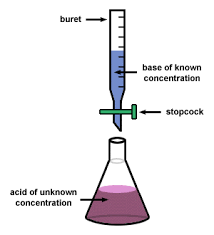 buret
base of known
concentration
stopcock
acid of unknown
concentration